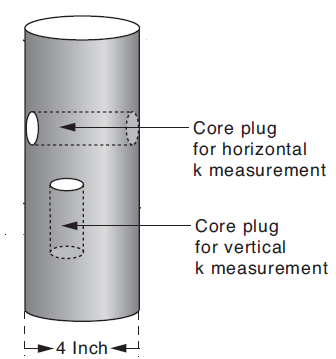 Core plug
for horizontal
k measurement
Core plug
for vertical
k measurement
4 Inch